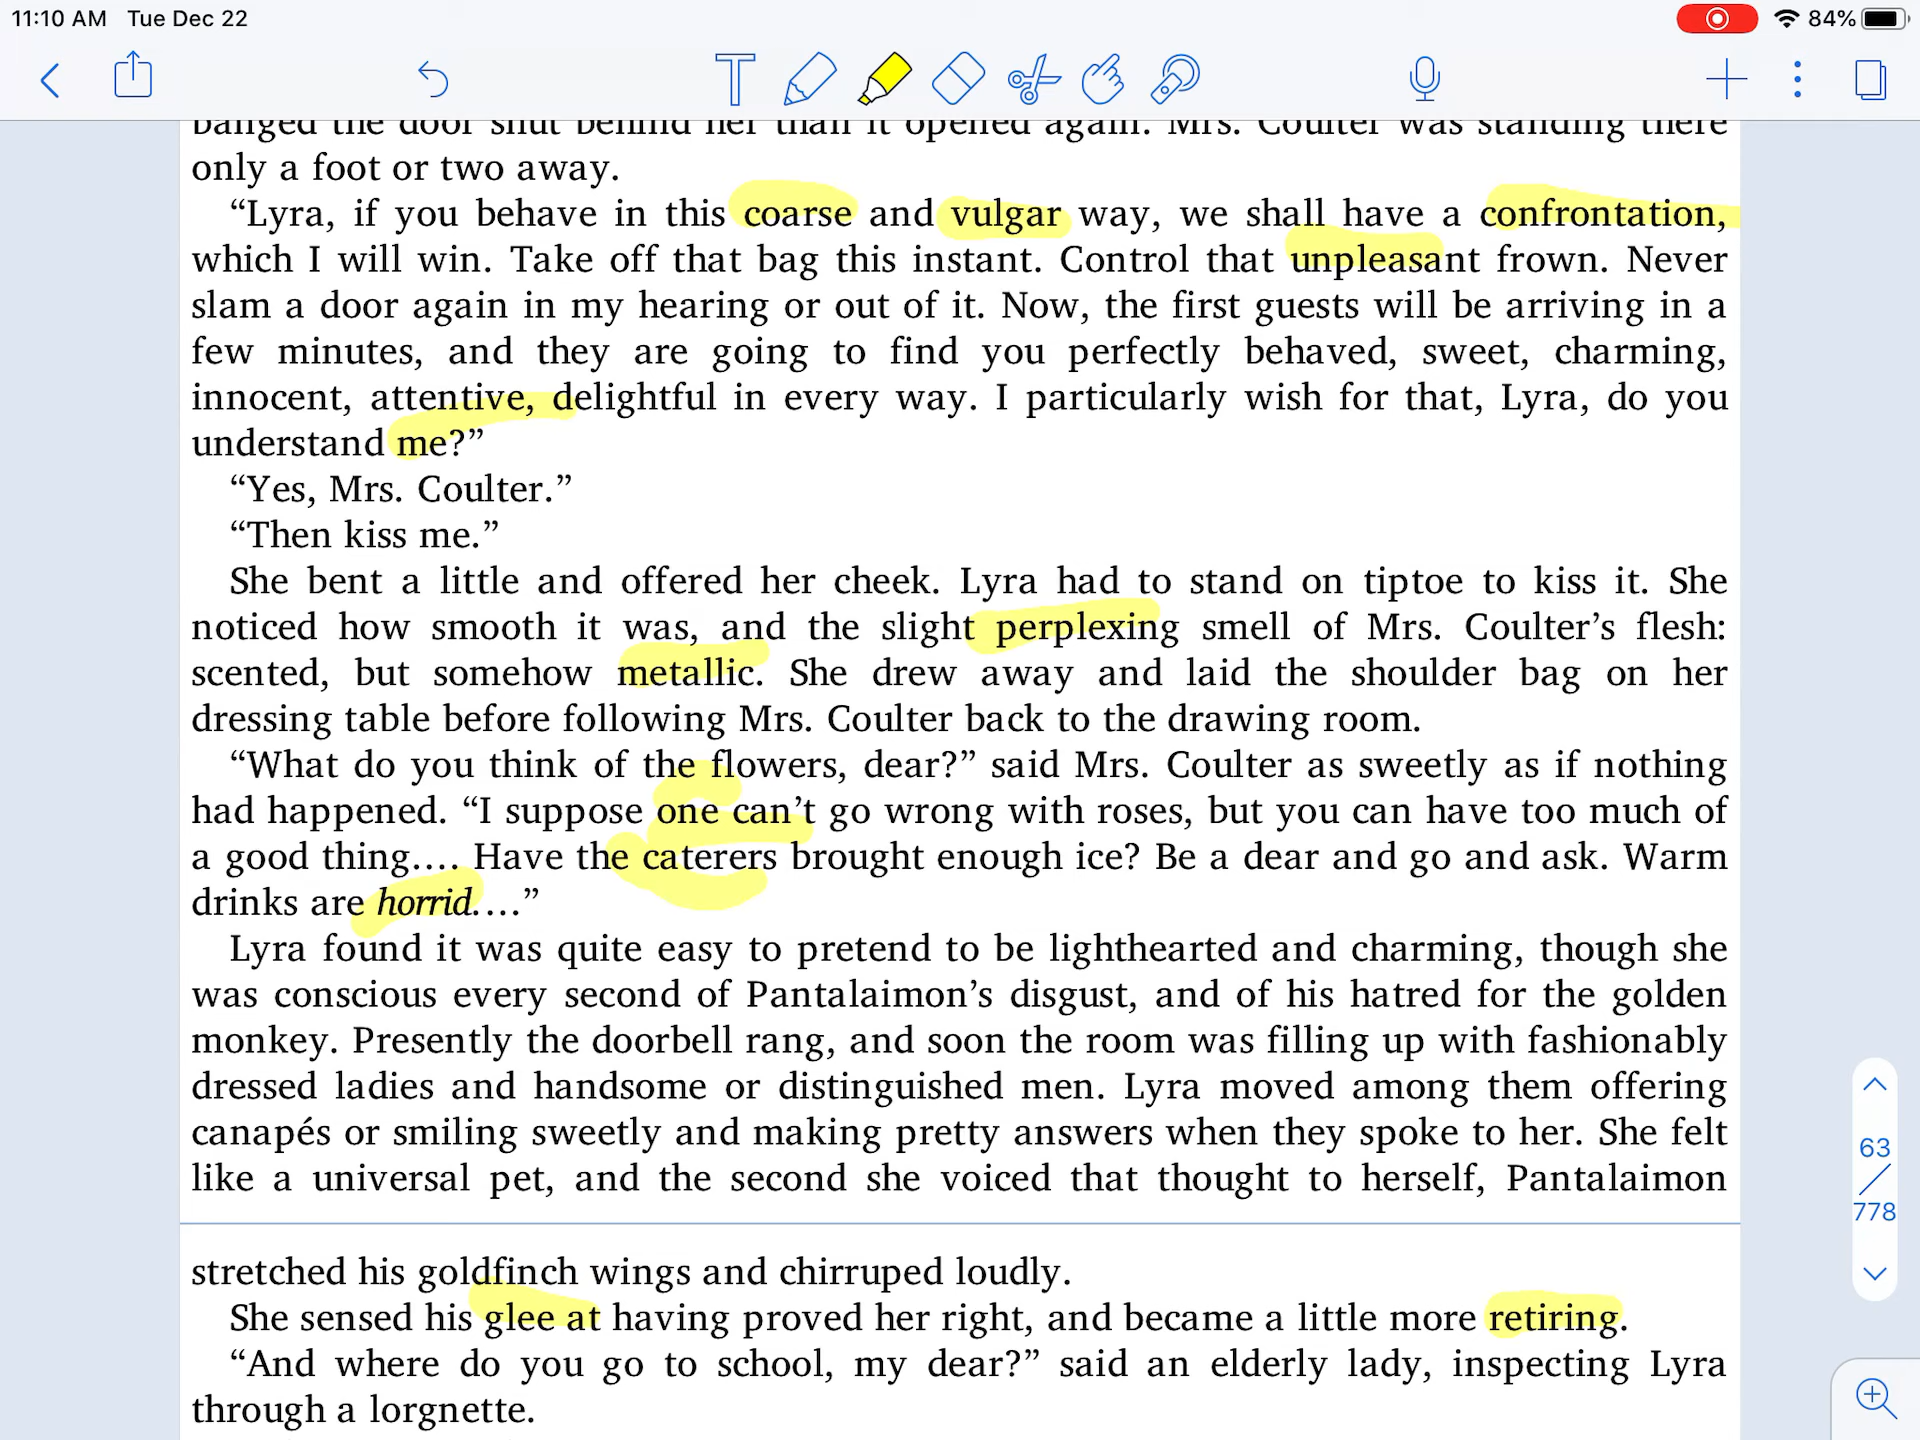 11:10 AM Tue Dec 22
84%
banged the door shut behind her than it opened again. Mrs. Coulter was standing there
only a foot or two away.
“Lyra, if you behave in this coarse and vulgar way, we shall have a confrontation,
which I will win. Take off that bag this instant. Control that unpleasant frown. Never
slam a door again in my hearing or out of it. Now, the first guests will be arriving in a
few minutes, and they are going to find you perfectly behaved, sweet, charming,
innocent, attentive, delightful in every way. I particularly wish for that, Lyra, do you
understand me?”
“Yes, Mrs. Coulter.”
“Then kiss me.”
She bent a little and offered her cheek. Lyra had to stand on tiptoe to kiss it. She
noticed how smooth it was, and the slight perplexing smell of Mrs. Coulter’s flesh:
scented, but somehow metallic. She drew away and laid the shoulder bag on her
dressing table before following Mrs. Coulter back to the drawing room.
“What do you think of the flowers, dear?” said Mrs. Coulter as sweetly as if nothing
had happened. “I suppose one can’t go wrong with roses, but you can have too much of
a good thing.... Have the caterers brought enough ice? Be a dear and go and ask. Warm
drinks are horrid....”
Lyra found it was quite easy to pretend to be lighthearted and charming, though she
was conscious every second of Pantalaimon’s disgust, and of his hatred for the golden
monkey. Presently the doorbell rang, and soon the room was filling up with fashionably
dressed ladies and handsome or distinguished men. Lyra moved among them offering
canapés or smiling sweetly and making pretty answers when they spoke to her. She felt
like a universal pet, and the second she voiced that thought to herself, Pantalaimon
63
/
778
stretched his goldfinch wings and chirruped loudly.
She sensed his glee at having proved her right, and became a little more retiring.
“And where do you go to school, my dear?” said an elderly lady, inspecting Lyra
through a lorgnette.